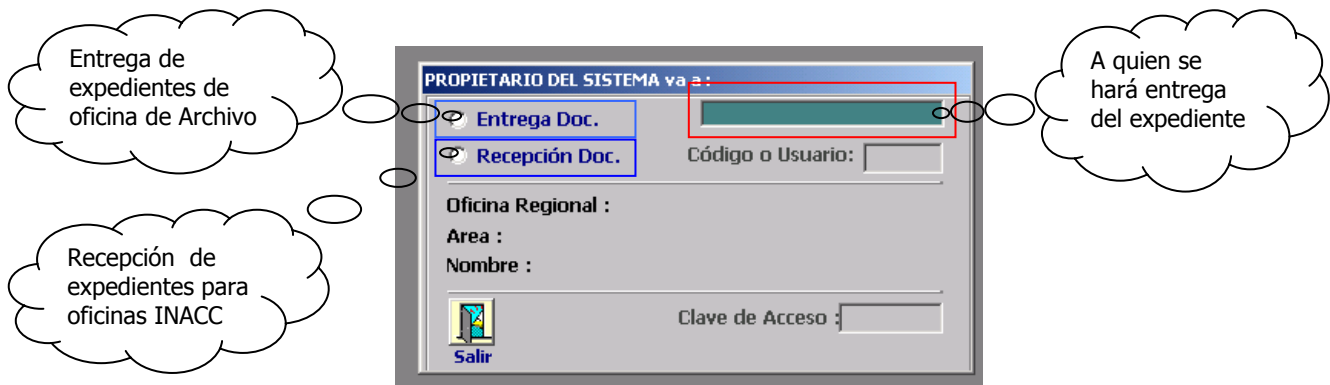 Entrega de
expedientes de
oficina de Archivo
A quien se
hará entrega
del expediente
PROPIETARIO DEL SISTEMA va a :
Entrega Doc.
Recepción Doc.
Código o Usuario:
Oficina Regional :
Area :
Nombre :
Clave de Acceso :
Salir
Recepción de
expedientes para
oficinas INACC